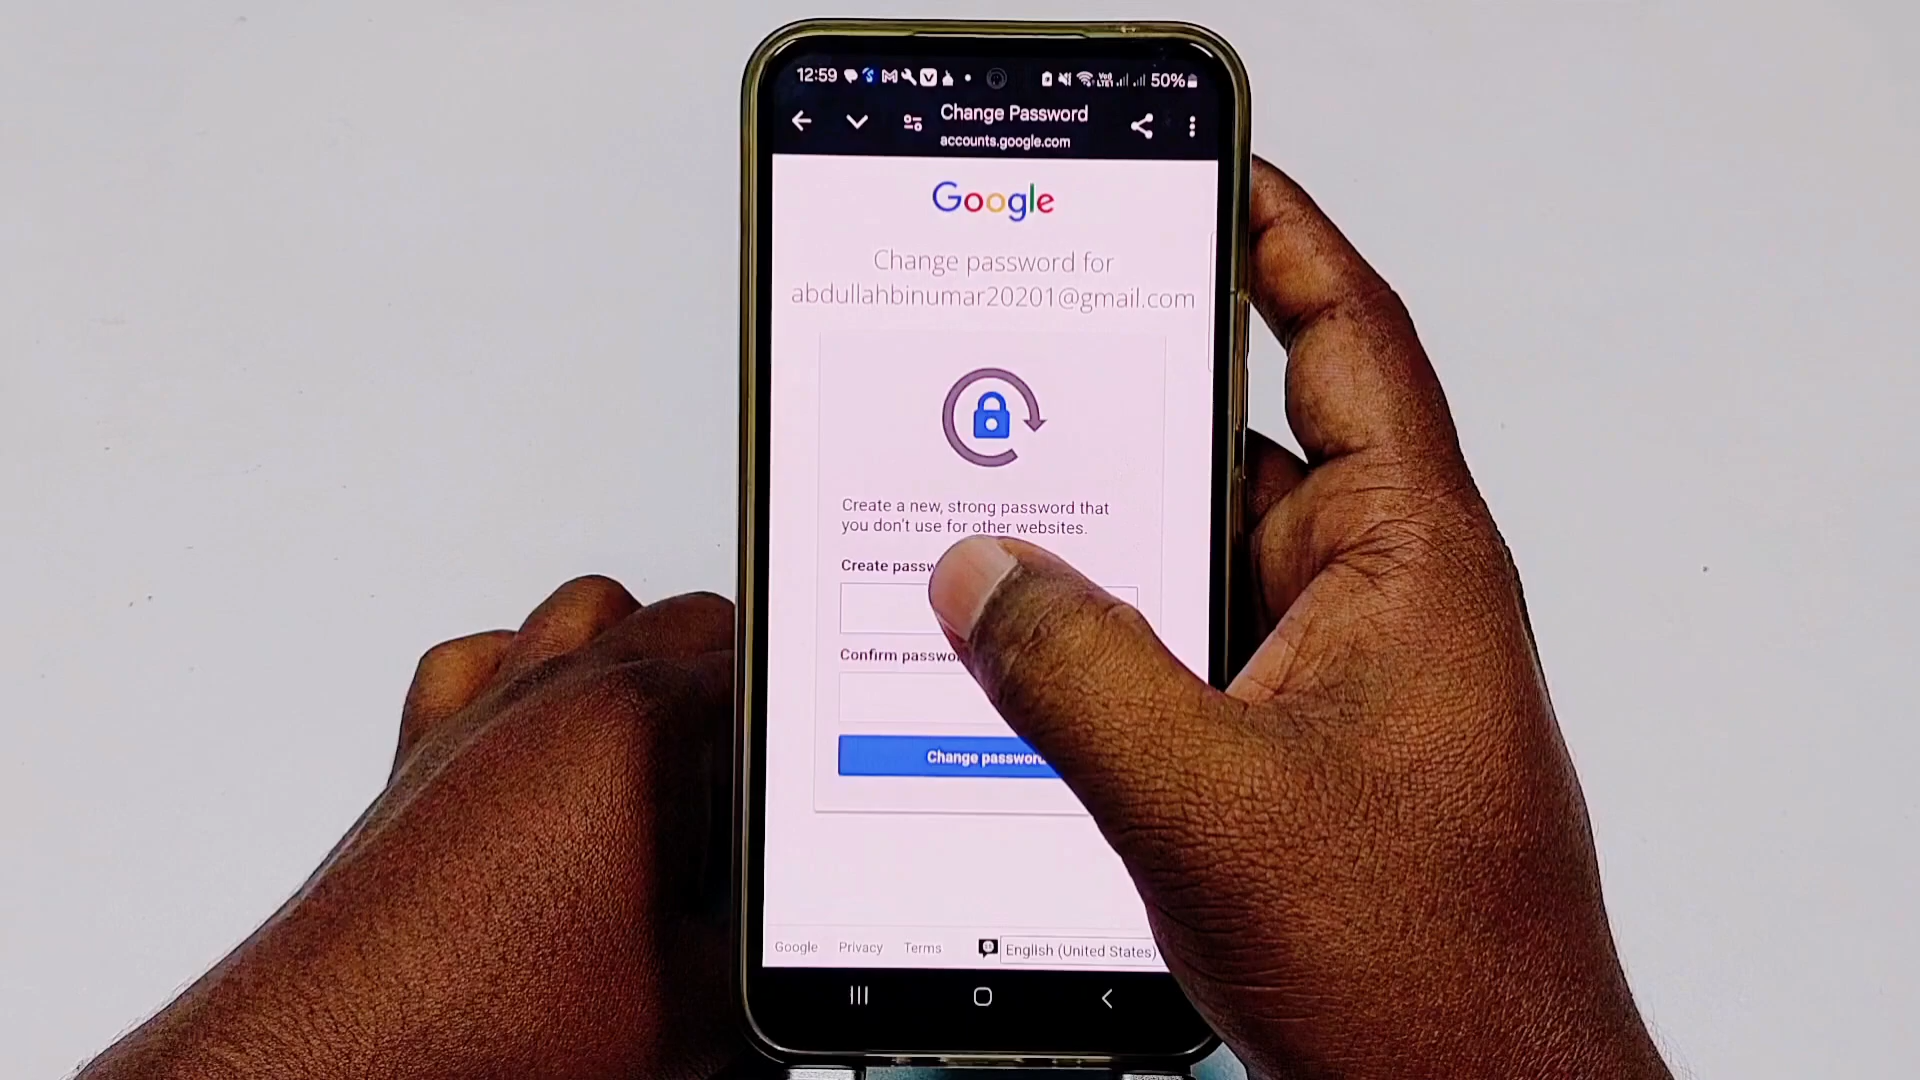 12:59
50%
Change Password
accounts.google.com
Google
Change password for
abdullahbinumar20201@gmail.com
Create a new, strong password that
you don't use for other websites.
Create passw
Confirm passwo
Change password
Google Privacy Terms English (United States)